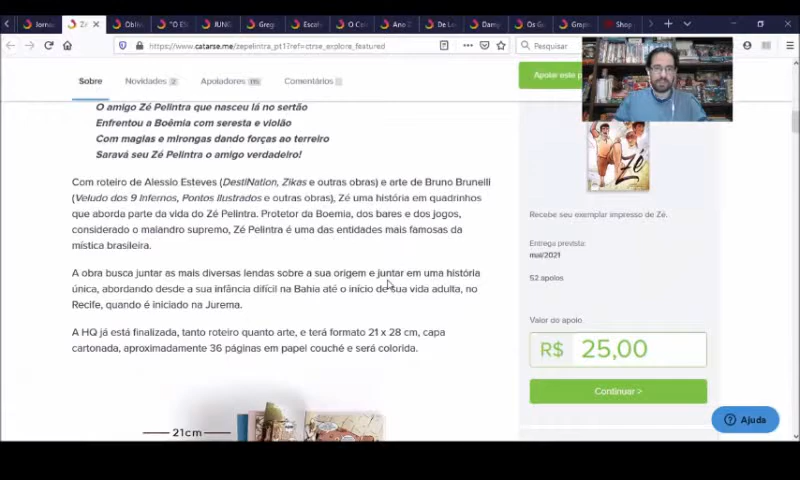 Jornad
Zé
Oblivi
"O ES
JUNG
Greg
Escafa
O Cal
Ano Z
De Lo
Damy
Os Gu
Shop
https://www.catarse.me/zepelintra_pt1?ref=ctrse_explore_featured
Pesquisar
Sobre
Novidades 2
Apoiadores
Comentários
Apoiar este p
O amigo Zé Pelintra que nasceu lá no sertão
Enfrentou a Boêmia com seresta e violão
Com magias e mirongas dando forças ao terreiro
Saravá seu Zé Pelintra o amigo verdadeiro!
Com roteiro de Alessio Esteves (DestiNation, Zikas e outras obras) e arte de Bruno Brunelli
(Veludo dos 9 Infernos, Pontos Ilustrados e outras obras), Zé uma história em quadrinhos
que aborda parte da vida do Zé Pelintra. Protetor da Boemia, dos bares e dos jogos,
considerado o malandro supremo, Zé Pelintra é uma das entidades mais famosas da
mística brasileira.
A obra busca juntar as mais diversas lendas sobre a sua origem e juntar em uma história
única, abordando desde a sua infância difícil na Bahia até o início de sua vida adulta, no
Recife, quando é iniciado na Jurema.
A HQ já está finalizada, tanto roteiro quanto arte, e terá formato 21 x 28 cm, capa
cartonada, aproximadamente 36 páginas em papel couché e será colorida.
21cm
Zé
Recebe seu exemplar impresso de Zé.
Entrega prevista:
mai/2021
52 apoios
Valor do apoio
R$ 25,00
Continuar >
Ajuda